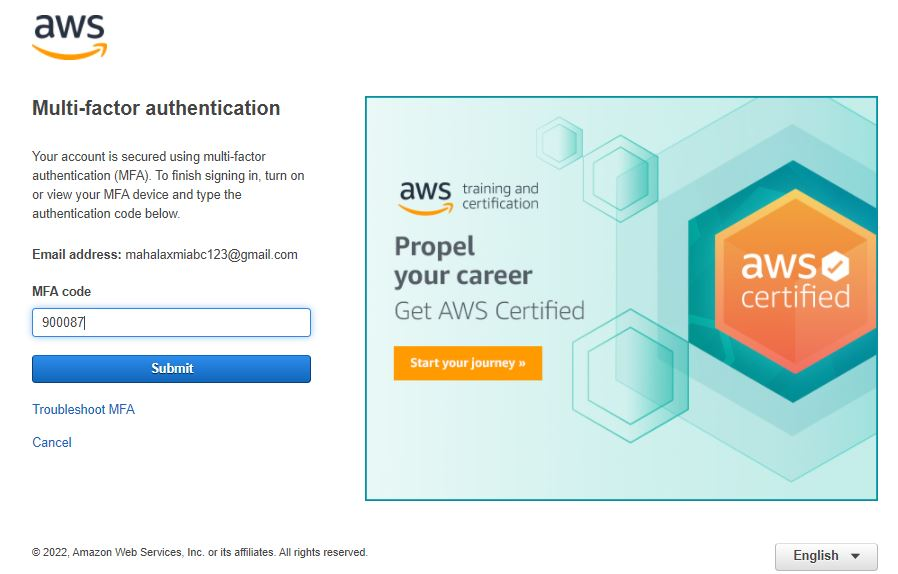 aws
Multi-factor authentication
Your account is secured using multi-factor
authentication (MFA). To finish signing in, turn on
or view your MFA device and type the
authentication code below.
Email address: mahalaxmiabc123@gmail.com
MFA code
900087
Submit
Troubleshoot MFA
Cancel
aws training and
certification
Propel
your career
Get AWS Certified
Start your journey »
aws
certified
© 2022, Amazon Web Services, Inc. or its affiliates. All rights reserved.
English